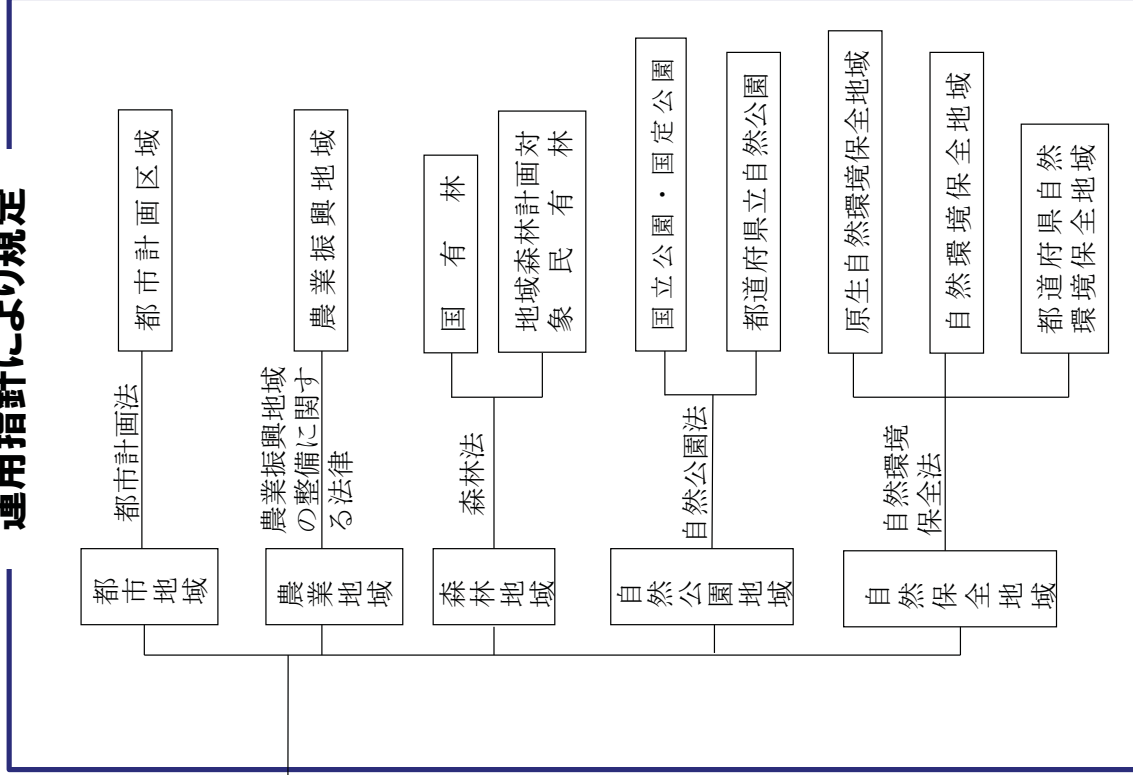 運用指針により規定
都市地域
都市計画法
都市計画区域
農業地域
農業振興地域
の整備に関す
る法律
農業振興地域
森林地域
森林法
国有林
地域森林計画対
象民有林
自然公園地域
自然公園法
国立公園・国定公園
都道府県立自然公園
自然保全地域
自然環境
保全法
原生自然環境保全地域
自然環境保全地域
都道府県自然
環境保全地域